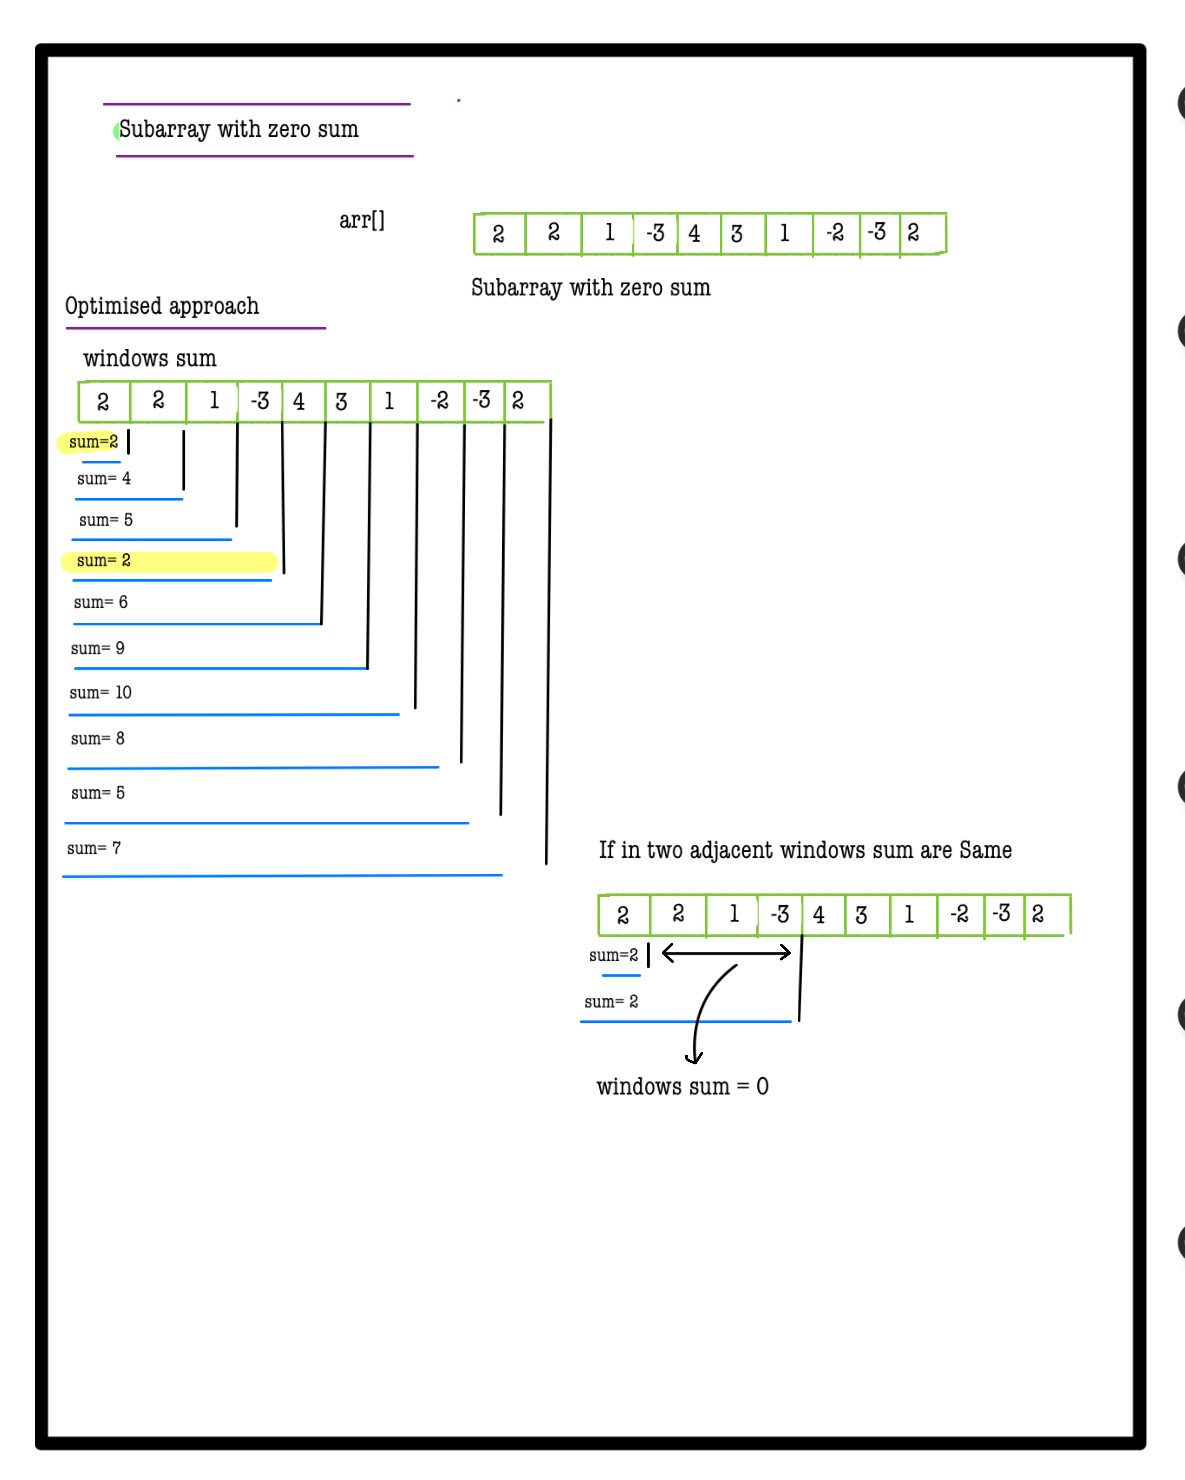 Subarray with zero sum
arr[] 2 2 1 -3 4 3 1 -2 -3 2
Subarray with zero sum
Optimised approach
windows sum
2 2 1 -3 4 3 1 -2 -3 2
sum=2
sum= 4
sum= 5
sum= 2
sum= 6
sum= 9
sum= 10
sum= 8
sum= 5
sum= 7
If in two adjacent windows sum are Same
2 2 1 -3 4 3 1 -2 -3 2
sum=2
sum= 2
windows sum = 0